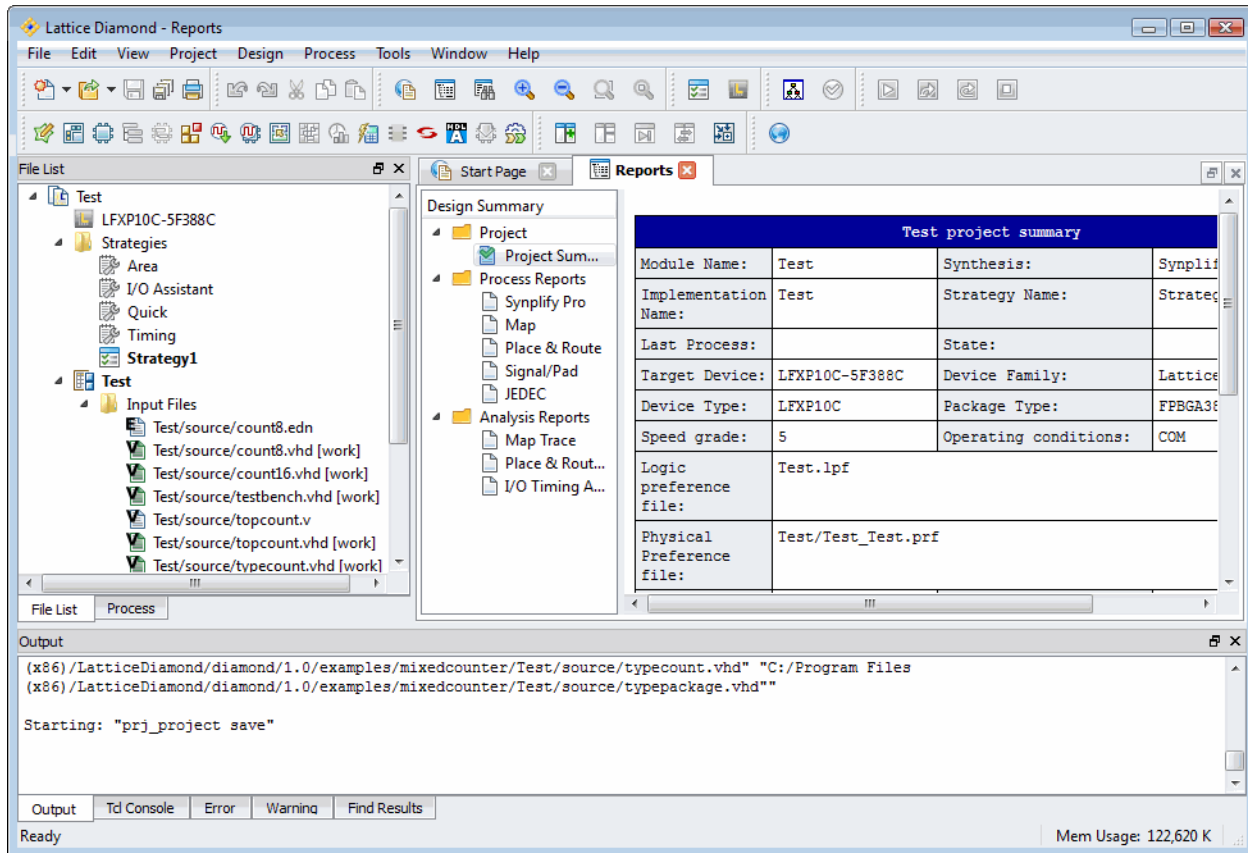 Lattice Diamond - Reports
File Edit View Project Design Process Tools Window Help
File List
Test
LFXP10C-5F388C
Strategies
Area
I/O Assistant
Quick
Timing
Strategy1
Test
Input Files
Test/source/count8.edn
Test/source/count8.vhd [work]
Test/source/count16.vhd [work]
Test/source/testbench.vhd [work]
Test/source/topcount.v
Test/source/topcount.vhd [work]
Test/source/typecount.vhd [work]
File List Process
Start Page Reports
Design Summary
Project
Project Sum...
Process Reports
Synplify Pro
Map
Place & Route
Signal/Pad
JEDEC
Analysis Reports
Map Trace
Place & Rout...
I/O Timing A...
Test project summary
Module Name: Test Synthesis: Synplif
Implementation Test Strategy Name: Strateg
Name:
Last Process: State:
Target Device: LFXP10C-5F388C Device Family: Lattice
Device Type: LFXP10C Package Type: FPBGA38
Speed grade: 5 Operating conditions: COM
Logic Test.lpf
preference
file:
Physical Test/Test_Test.prf
Preference
file:
Output
(x86)/LatticeDiamond/diamond/1.0/examples/mixedcounter/Test/source/typecount.vhd" "C:/Program Files
(x86)/LatticeDiamond/diamond/1.0/examples/mixedcounter/Test/source/typepackage.vhd""
Starting: "prj_project save"
Output Tcl Console Error Warning Find Results
Ready Mem Usage: 122,620 K